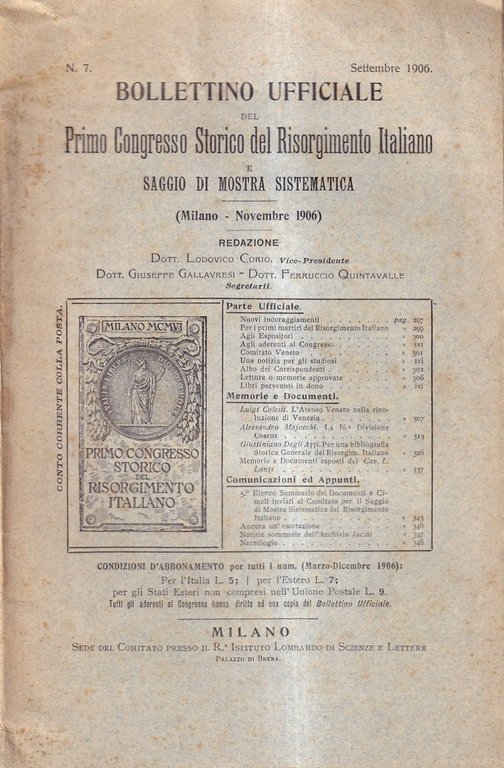 N. 7. Settembre 1906.
BOLLETTINO UFFICIALE
DEL
Primo Congresso Storico del Risorgimento Italiano
E
SAGGIO DI MOSTRA SISTEMATICA
(Milano - Novembre 1906)
REDAZIONE
DOTT. LODOVICO CORIO, Vice-Presidente
DOTT. GIUSEPPE GALLAVRESI - DOTT. FERRUCCIO QUINTAVALLE
Segretarii.
CONTO CORRENTE COLLA POSTA.
MILANO MCMVI
PRIMO CONGRESSO
STORICO
DEL
RISORGIMENTO
ITALIANO
Parte Ufficiale.
Nuovi incoraggiamenti . . . . . pag. 297
Per i primi martiri del Risorgimento Italiano » 299
Agli Espositori . . . . . » 300
Agli aderenti al Congresso . . . . . » ivi
Comitato Veneto . . . . . » 301
Una notizia per gli studiosi . . . . . » ivi
Albo dei Corrispondenti . . . . . » 302
Letture o memorie approvate . . . . . » 306
Libri pervenuti in dono . . . . . » ivi
Memorie e Documenti.
Luigi Coletti. L'Ateneo Veneto nella rivo-
luzione di Venezia . . . . . » 307
Alessandro Majocchi. La 16ª Divisione
Cosenz . . . . . » 313
Giustiniano Degli Azzi. Per una bibliografia
Storica Generale del Risorgim. Italiano » 326
Memorie e Documenti esposti dal Cav. L.
Lanzi . . . . . » 337
Comunicazioni ed Appunti.
5.º Elenco Sommario dei Documenti e Ci-
melî inviati al Comitato per il Saggio
di Mostra Sistematica del Risorgimento
Italiano . . . . . » 343
Ancora un'esortazione . . . . . » 346
Notizie sommarie dell'Archivio Jacini . » 347
Necrologio . . . . . » 348
CONDIZIONI D'ABBONAMENTO per tutti i num. (Marzo-Dicembre 1906):
Per l'Italia L. 5; | per l'Estero L. 7;
per gli Stati Esteri non compresi nell'Unione Postale L. 9.
Tutti gli aderenti al Congresso hanno diritto ad una copia del Bollettino Ufficiale.
MILANO
SEDE DEL COMITATO PRESSO IL R.º ISTITUTO LOMBARDO DI SCIENZE E LETTERE
PALAZZO DI BRERA.